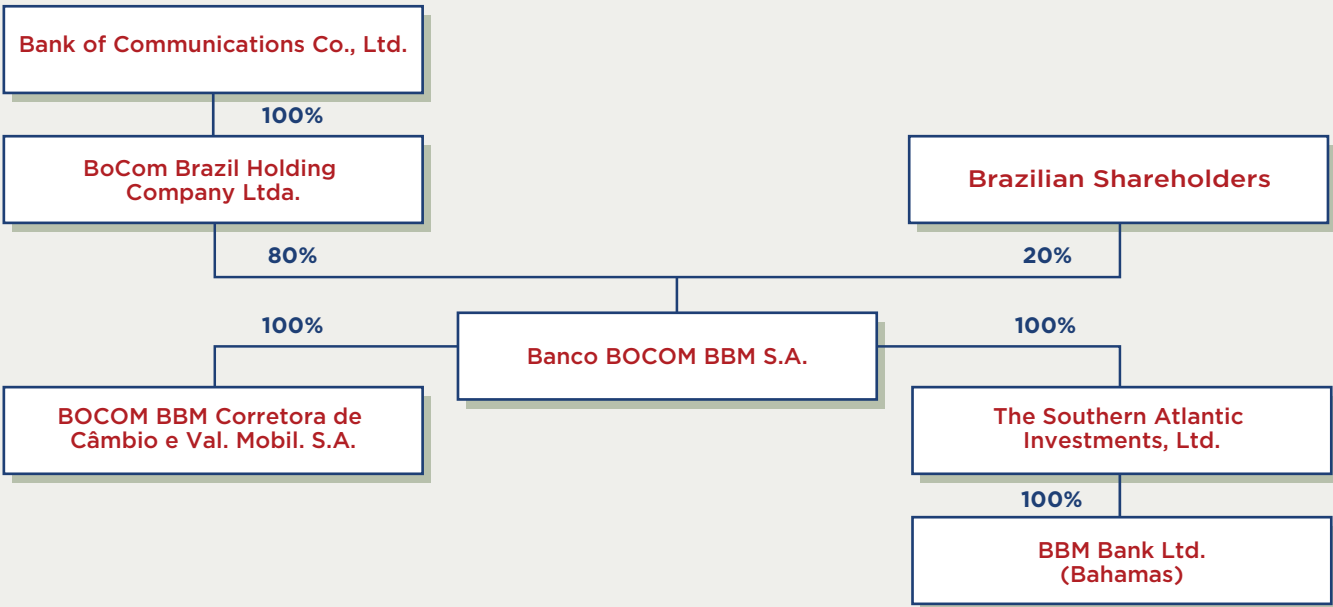 Bank of Communications Co., Ltd.
100%
BoCom Brazil Holding
Company Ltda.
Brazilian Shareholders
80%
20%
100%
100%
Banco BOCOM BBM S.A.
BOCOM BBM Corretora de
Câmbio e Val. Mobil. S.A.
The Southern Atlantic
Investments, Ltd.
100%
BBM Bank Ltd.
(Bahamas)